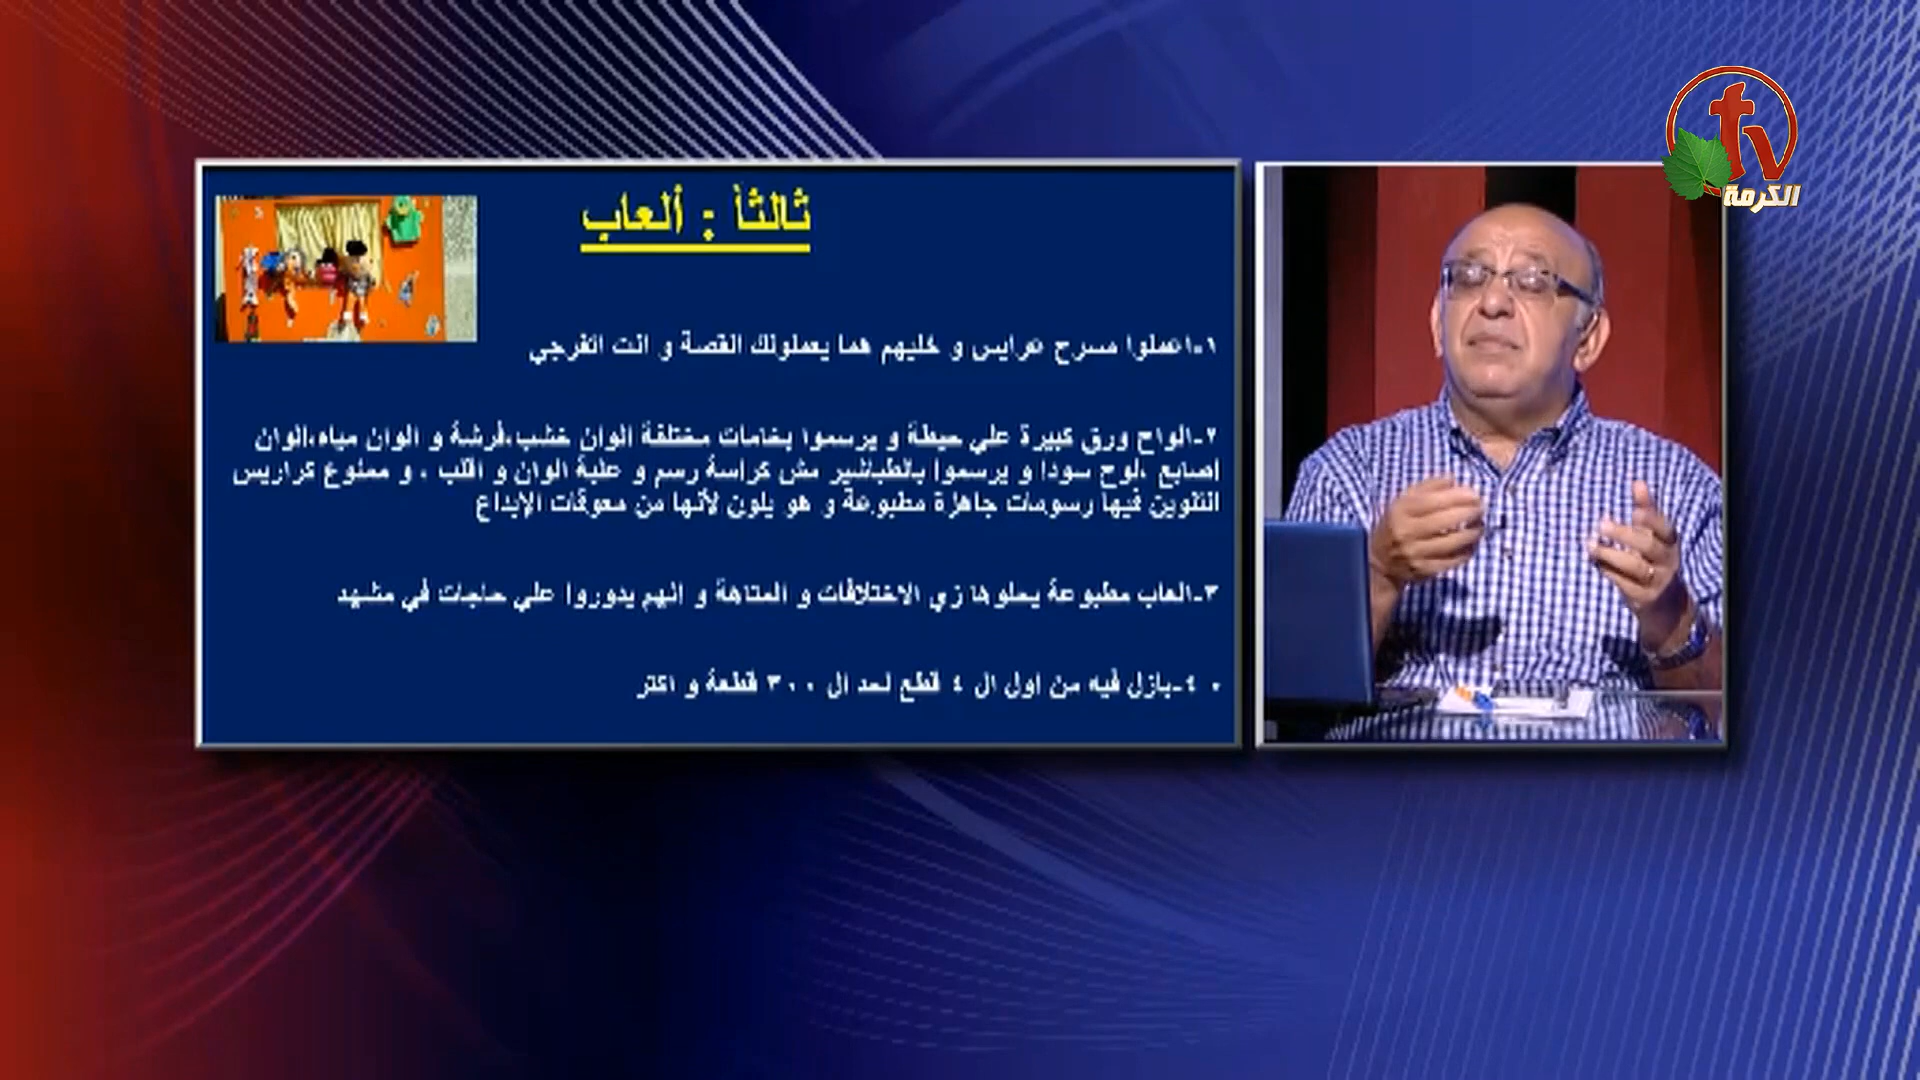 tv
الكرمة
ثالثاً : ألعاب
١-اعملوا مسرح عرايس و خليهم هما يعملولك القصة و انت اتفرجي
٢-الواح ورق كبيرة علي حيطة و يرسموا بخامات مختلفة الوان خشب،فرشة و الوان مياه،الوان
اصابع ،لوح سودا و يرسموا بالطباشير مش كراسة رسم و علبة الوان و اقلب ، و ممنوع كراريس
التلوين فيها رسومات جاهزة مطبوعة و هو يلون لأنها من معوقات الإبداع
٣-العاب مطبوعة يحلوها زي الاختلافات و المتاهة و انهم يدوروا علي حاجات في مشهد
٤-بازل فيه من اول ال ٤ قطع لحد ال ٣٠٠ قطعة و اكتر